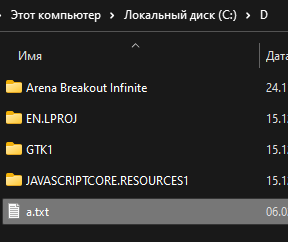 Этот компьютер > Локальный диск (C:) > D
Имя Дата
Arena Breakout Infinite 24.1
EN.LPROJ 15.1
GTK1 15.1
JAVASCRIPTCORE.RESOURCES1 15.1
a.txt 06.0